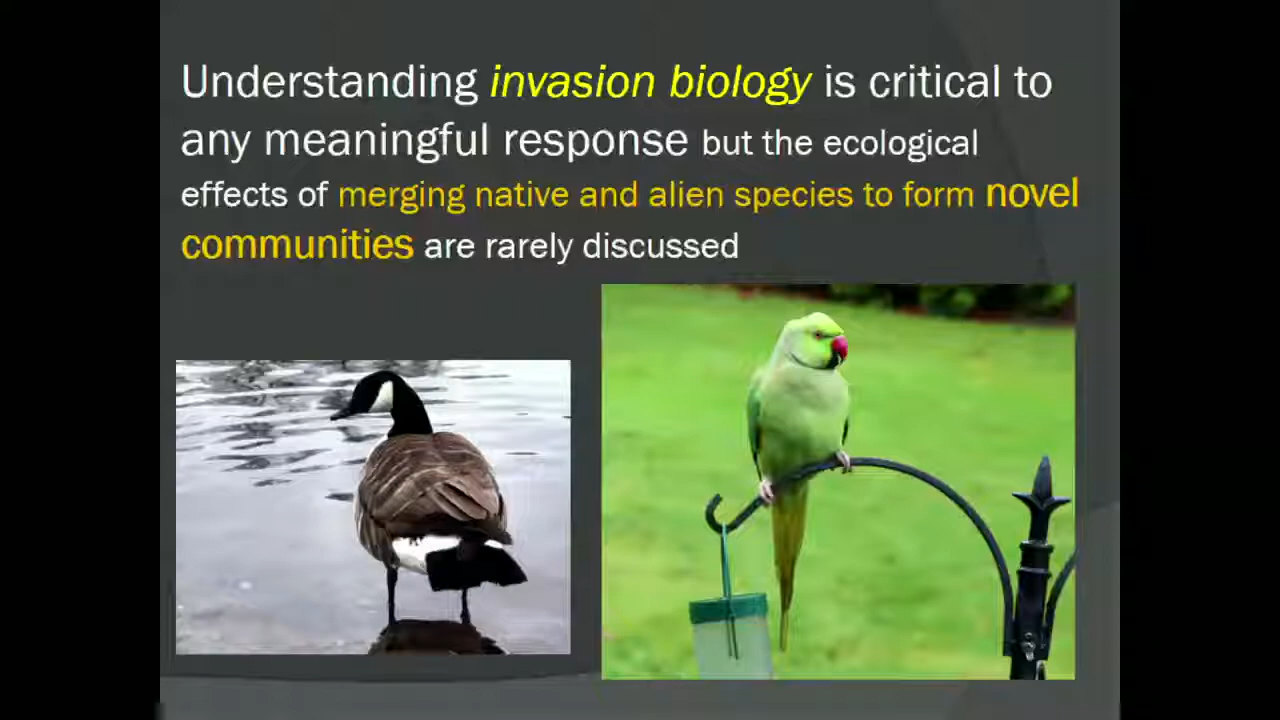 Understanding invasion biology is critical to
any meaningful response but the ecological
effects of merging native and alien species to form novel
communities are rarely discussed